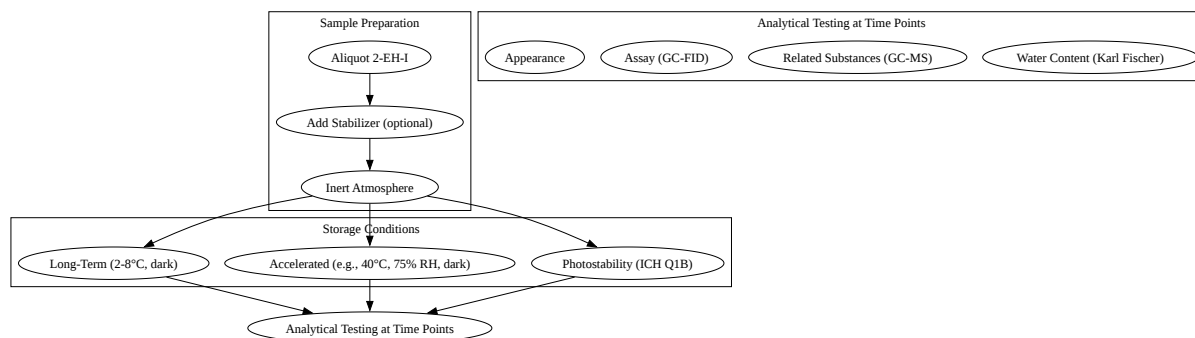 Sample Preparation
Aliquot 2-EH-I
Add Stabilizer (optional)
Inert Atmosphere
Analytical Testing at Time Points
Appearance
Assay (GC-FID)
Related Substances (GC-MS)
Water Content (Karl Fischer)
Storage Conditions
Long-Term (2-8°C, dark)
Accelerated (e.g., 40°C, 75% RH, dark)
Photostability (ICH Q1B)
Analytical Testing at Time Points